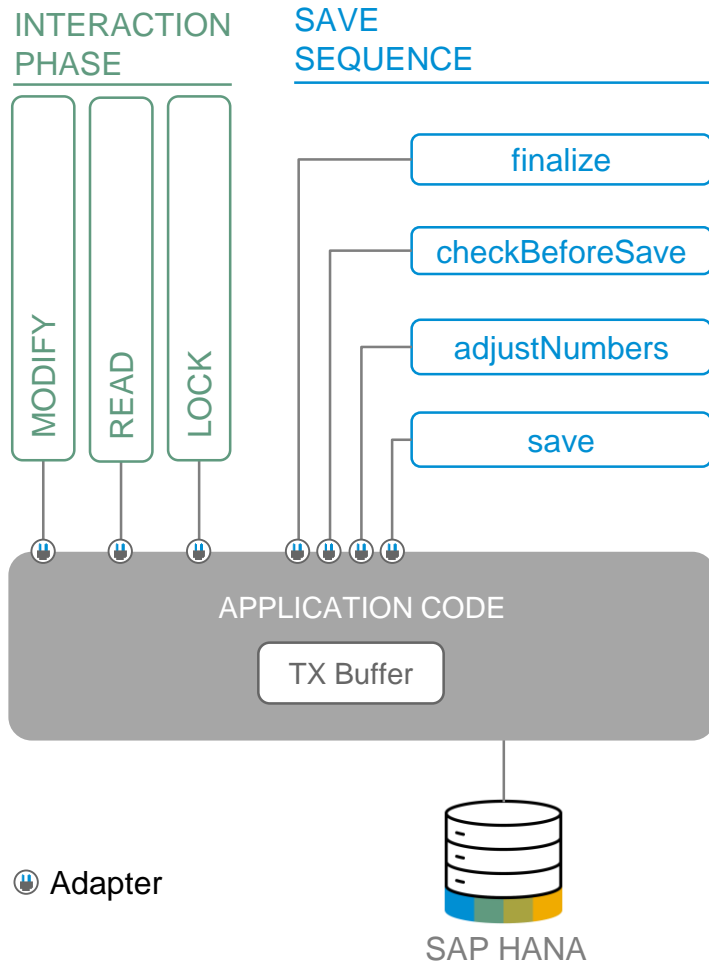 INTERACTION
PHASE
SAVE
SEQUENCE
MODIFY
READ
LOCK
finalize
checkBeforeSave
adjustNumbers
save
APPLICATION CODE
TX Buffer
Adapter
SAP HANA